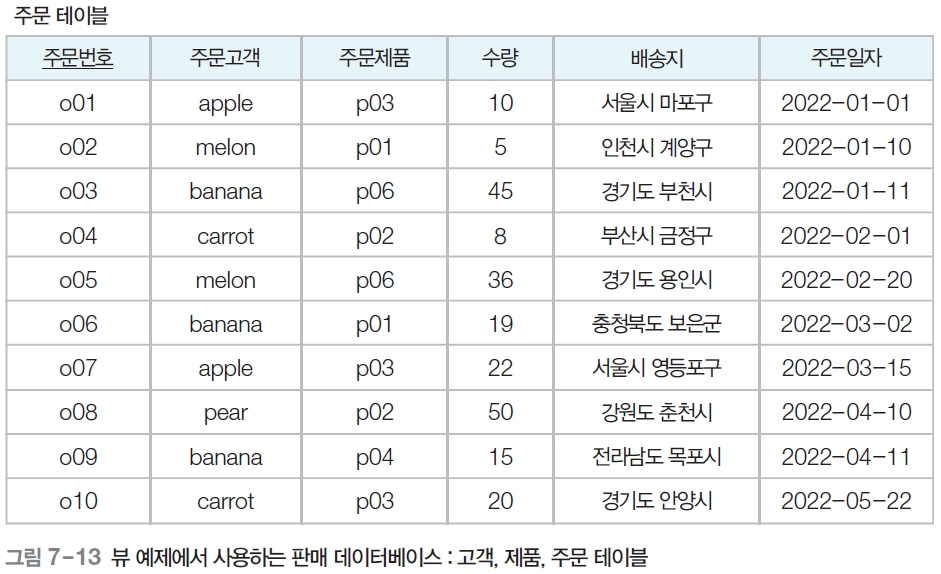 주문 테이블
주문번호 주문고객 주문제품 수량 배송지 주문일자
o01 apple p03 10 서울시 마포구 2022-01-01
o02 melon p01 5 인천시 계양구 2022-01-10
o03 banana p06 45 경기도 부천시 2022-01-11
o04 carrot p02 8 부산시 금정구 2022-02-01
o05 melon p06 36 경기도 용인시 2022-02-20
o06 banana p01 19 충청북도 보은군 2022-03-02
o07 apple p03 22 서울시 영등포구 2022-03-15
o08 pear p02 50 강원도 춘천시 2022-04-10
o09 banana p04 15 전라남도 목포시 2022-04-11
o10 carrot p03 20 경기도 안양시 2022-05-22
그림 7-13 뷰 예제에서 사용하는 판매 데이터베이스 : 고객, 제품, 주문 테이블